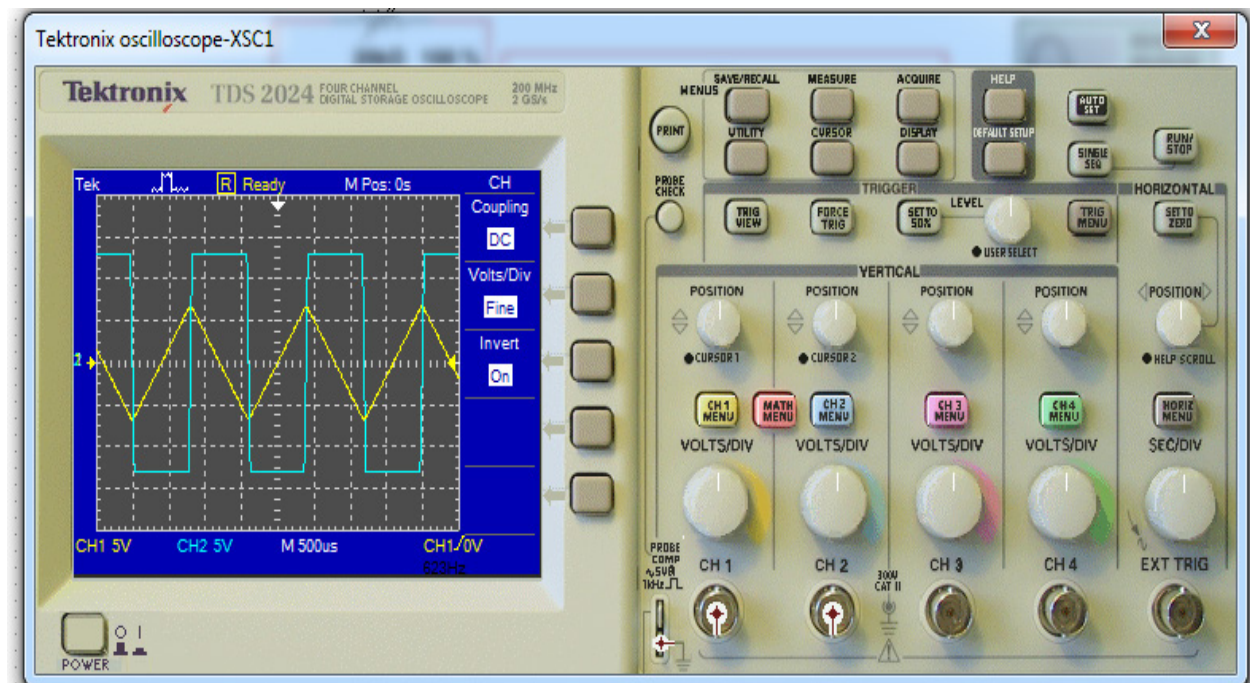 Tektronix oscilloscope-XSC1
X
Tektronix TDS 2024 FOUR CHANNEL DIGITAL STORAGE OSCILLOSCOPE 200 MHz 2 GS/s
Tek R Ready M Pos: 0s CH
Coupling
DC
Volts/Div
Fine
Invert
On
2
CH1 5V CH2 5V M 500us CH1 0V
623Hz
POWER
O I
MENUS
SAVE/RECALL MEASURE ACQUIRE HELP
PRINT
UTILITY CURSOR DISPLAY DEFAULT SETUP
AUTO SET
SINGLE SEQ
RUN/ STOP
PROBE CHECK
TRIGGER
LEVEL
TRIG VIEW
FORCE TRIG
SET TO 50%
USER SELECT
TRIG MENU
HORIZONTAL
SET TO ZERO
VERTICAL
POSITION POSITION POSITION POSITION POSITION
CURSOR 1 CURSOR 2 HELP SCROLL
CH 1 MENU
MATH MENU
CH 2 MENU
CH 3 MENU
CH 4 MENU
HORIZ MENU
VOLTS/DIV VOLTS/DIV VOLTS/DIV VOLTS/DIV SEC/DIV
PROBE COMP
~5V
1kHz
CH 1 CH 2 CH 3 CH 4 EXT TRIG
300V
CAT II